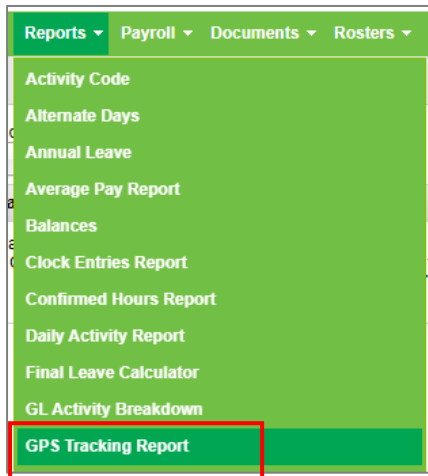 Reports Payroll Documents Rosters
Activity Code
Alternate Days
Annual Leave
Average Pay Report
Balances
Clock Entries Report
Confirmed Hours Report
Daily Activity Report
Final Leave Calculator
GL Activity Breakdown
GPS Tracking Report